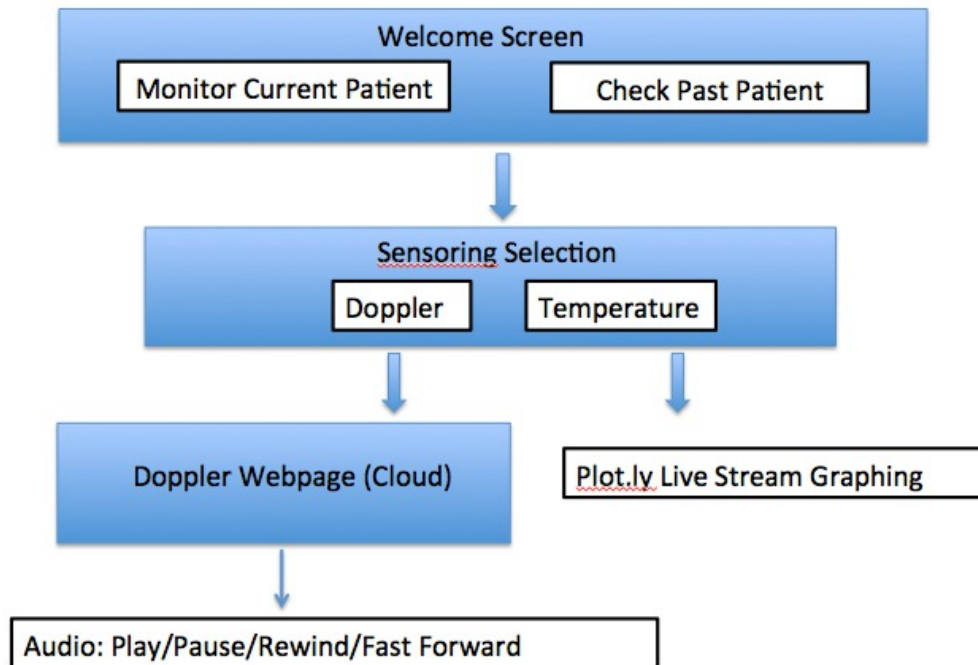 Welcome Screen
Monitor Current Patient
Check Past Patient
Sensoring Selection
Doppler
Temperature
Doppler Webpage (Cloud)
Plot.ly Live Stream Graphing
Audio: Play/Pause/Rewind/Fast Forward